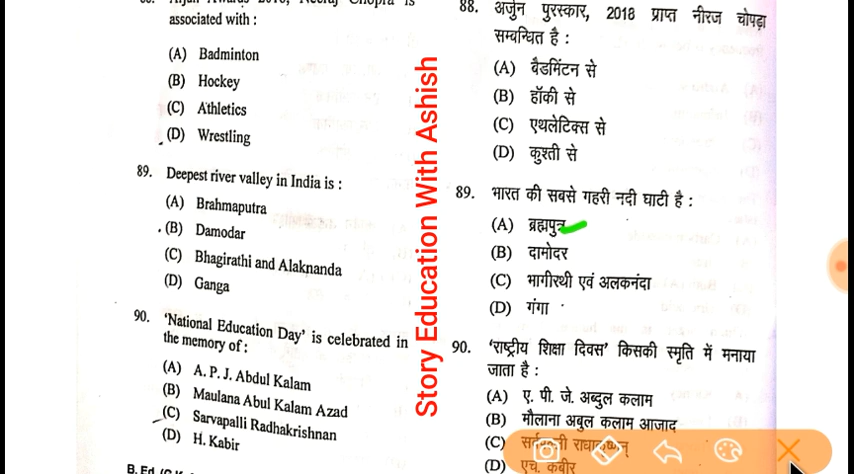 associated with :
(A) Badminton
(B) Hockey
(C) Athletics
(D) Wrestling
89. Deepest river valley in India is :
(A) Brahmaputra
(B) Damodar
(C) Bhagirathi and Alaknanda
(D) Ganga
90. ‘National Education Day’ is celebrated in
the memory of :
(A) A. P. J. Abdul Kalam
(B) Maulana Abul Kalam Azad
(C) Sarvapalli Radhakrishnan
(D) H. Kabir
B. Ed.
Story Education With Ashish
88. अर्जुन पुरस्कार, 2018 प्राप्त नीरज चोपड़ा
सम्बन्धित है :
(A) बैडमिंटन से
(B) हॉकी से
(C) एथलेटिक्स से
(D) कुश्ती से
89. भारत की सबसे गहरी नदी घाटी है :
(A) ब्रह्मपुत्र
(B) दामोदर
(C) भागीरथी एवं अलकनंदा
(D) गंगा
90. ‘राष्ट्रीय शिक्षा दिवस’ किसकी स्मृति में मनाया
जाता है :
(A) ए. पी. जे. अब्दुल कलाम
(B) मौलाना अबुल कलाम आजाद
(C) राधाकृष्णन
(D) एच. कबीर